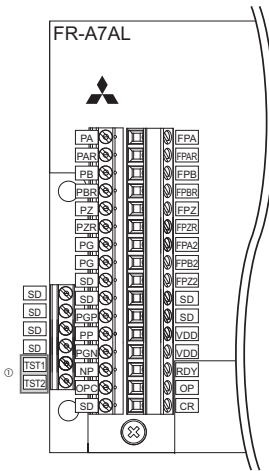 FR-A7AL
PA FPA
PAR FPAR
PB FPB
PBR FPBR
PZ FPZ
PZR FPZR
PG FPA2
PG FPB2
SD FPZ2
SD SD SD
SD PGP SD
SD PP VDD
SD PGN VDD
① TST1 NP RDY
TST2 OPC OP
SD CR